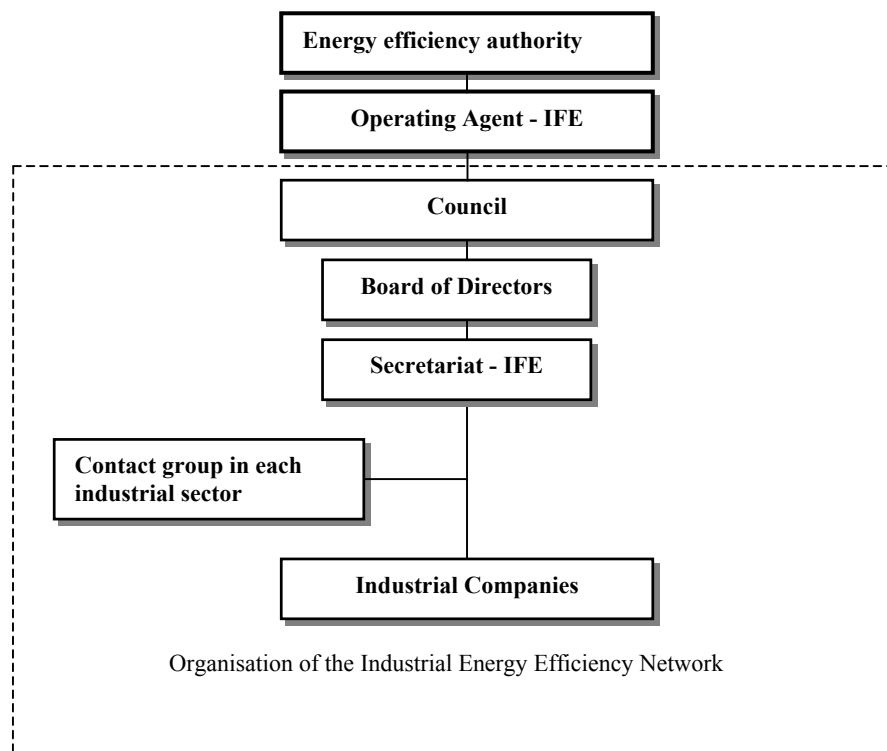 Energy efficiency authority
Operating Agent - IFE
Council
Board of Directors
Secretariat - IFE
Contact group in each
industrial sector
Industrial Companies
Organisation of the Industrial Energy Efficiency Network